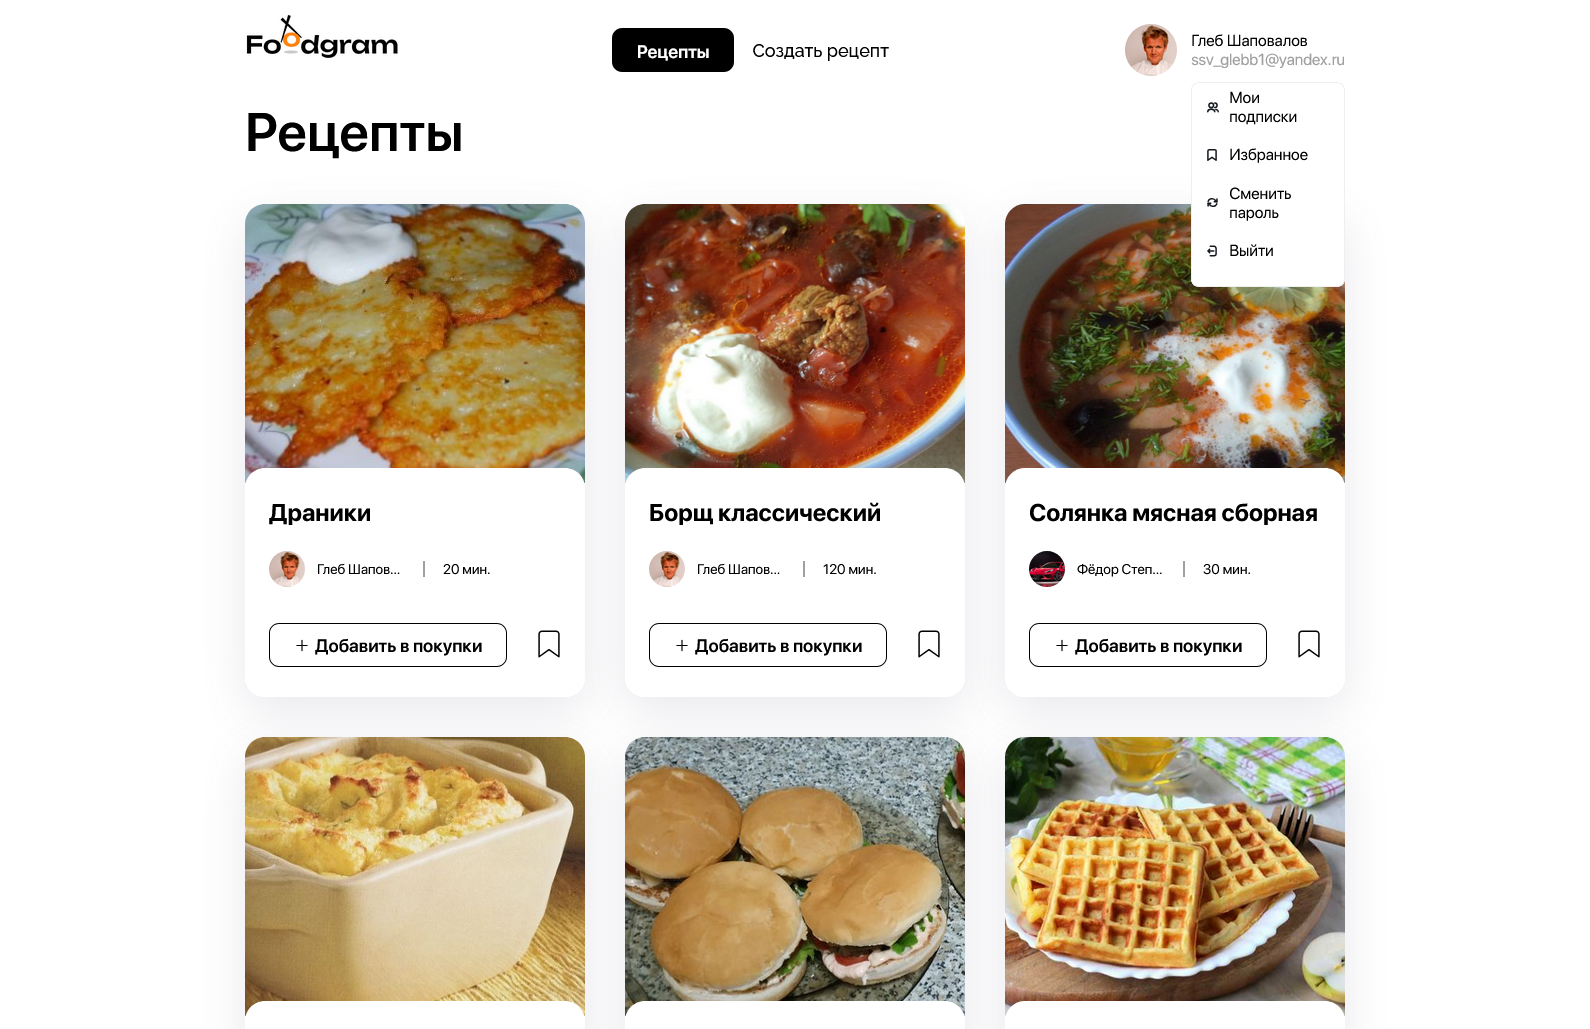 Foodgram
Рецепты
Создать рецепт
Глеб Шаповалов
ssv_glebb1@yandex.ru
Мои
подписки
Избранное
Сменить
пароль
Выйти
Рецепты
Драники
Глеб Шапов...
20 мин.
+ Добавить в покупки
Борщ классический
Глеб Шапов...
120 мин.
+ Добавить в покупки
Солянка мясная сборная
Фёдор Степ...
30 мин.
+ Добавить в покупки